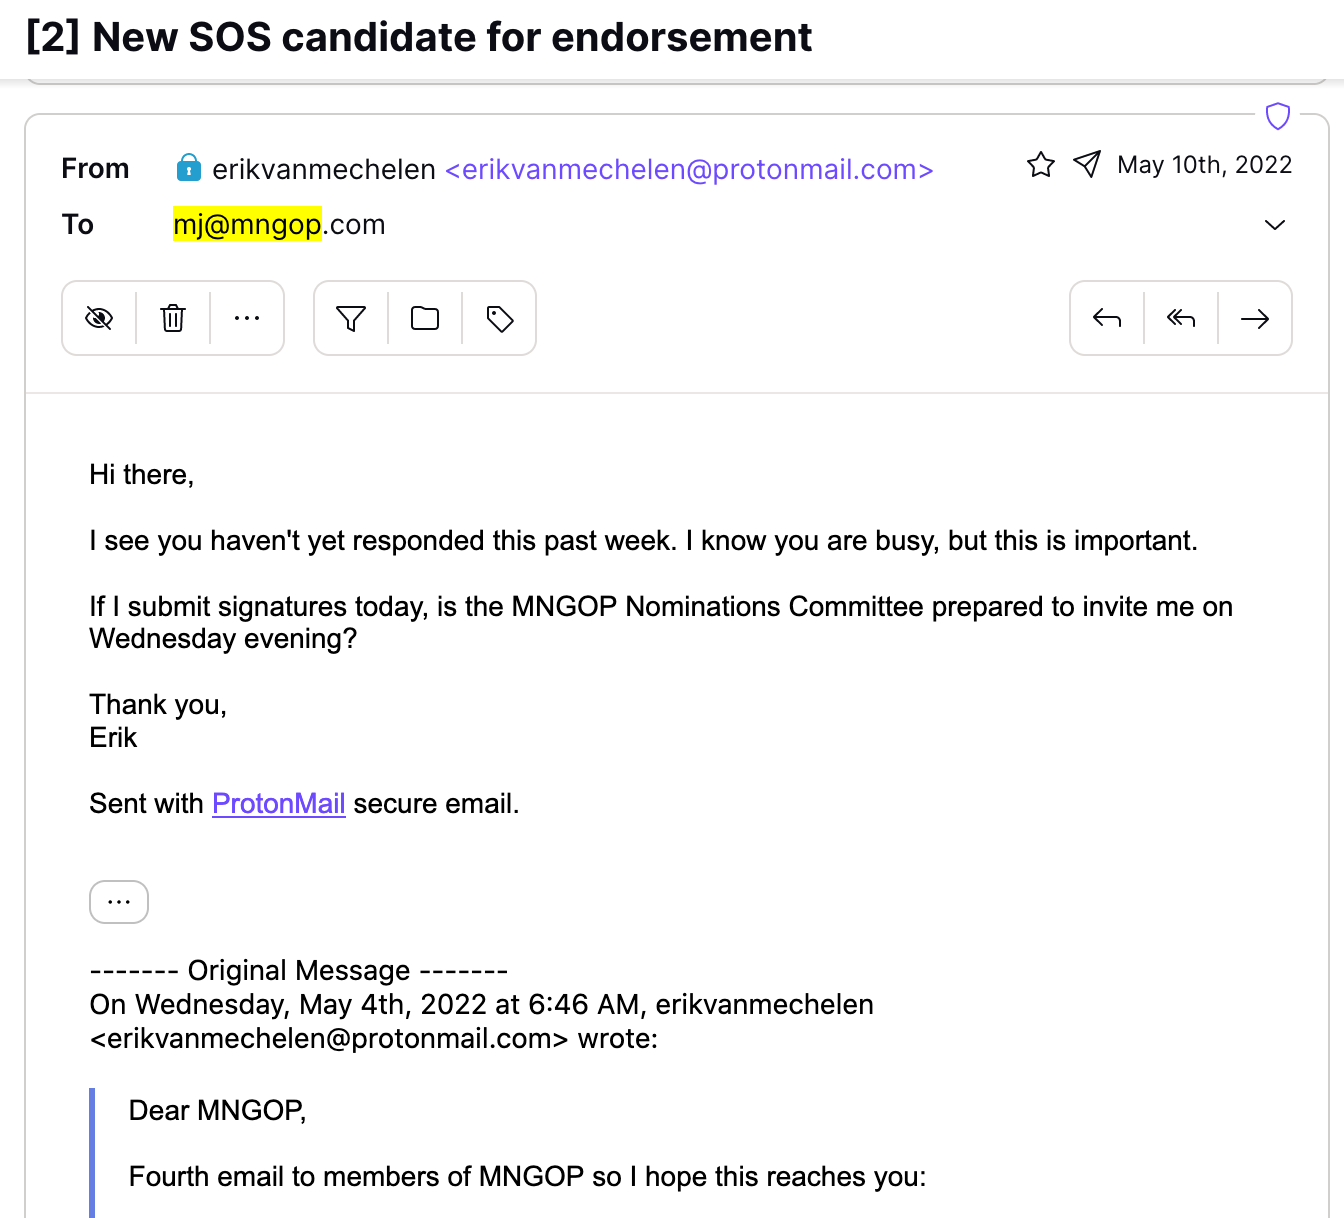 [2] New SOS candidate for endorsement
From erikvanmechelen <erikvanmechelen@protonmail.com> May 10th, 2022
To mj@mngop.com
Hi there,
I see you haven't yet responded this past week. I know you are busy, but this is important.
If I submit signatures today, is the MNGOP Nominations Committee prepared to invite me on
Wednesday evening?
Thank you,
Erik
Sent with ProtonMail secure email.
------- Original Message -------
On Wednesday, May 4th, 2022 at 6:46 AM, erikvanmechelen
<erikvanmechelen@protonmail.com> wrote:
Dear MNGOP,
Fourth email to members of MNGOP so I hope this reaches you: